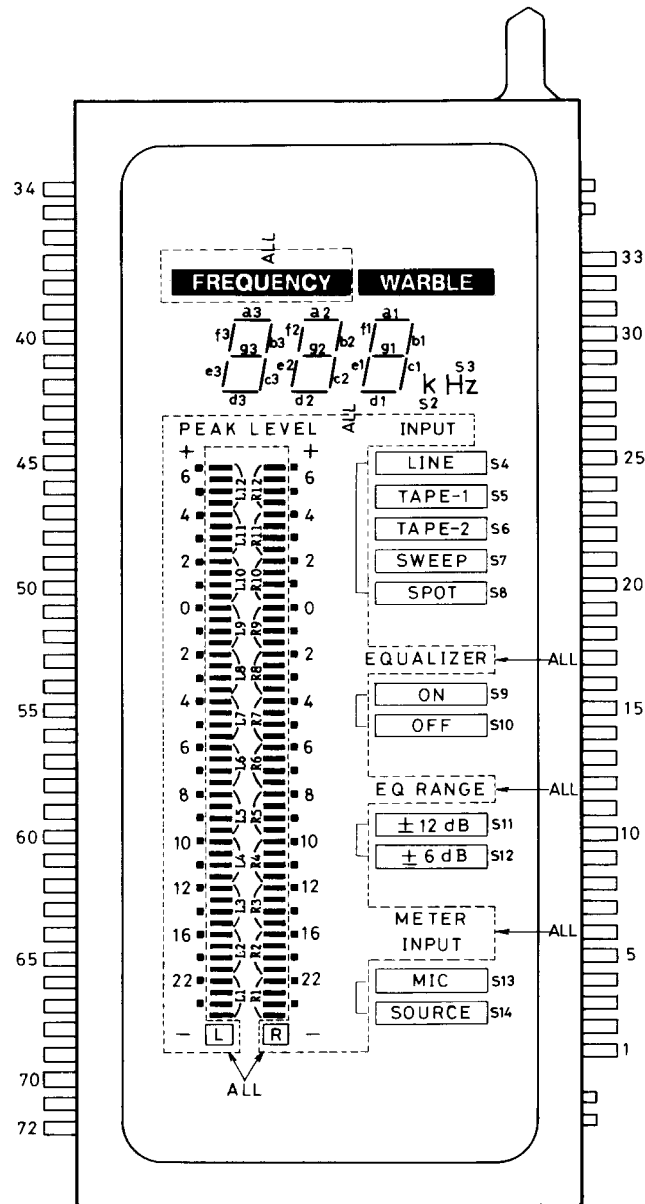 34
33
ALL
FREQUENCY WARBLE
a3 a2 a1
f3 b3 f2 b2 f1 b1
g3 g2 g1
e3 c3 e2 c2 e1 c1
d3 d2 d1
k Hz S3
S2
40
30
ALL
PEAK LEVEL INPUT
+ +
45
25
6 L12 R12 6 LINE S4
TAPE-1 S5
4 L11 R11 4
TAPE-2 S6
2 L10 R10 2 SWEEP S7
50
20
SPOT S8
0 L9 R9 0
2 L8 R8 2 EQUALIZER ALL
4 L7 R7 4 ON S9
55
15
OFF S10
6 L6 R6 6
EQ RANGE ALL
8 L5 R5 8
± 12 dB S11
60
10
10 L4 R4 10
± 6 dB S12
12 L3 R3 12
METER
INPUT ALL
16 L2 R2 16
65
5
22 L1 R1 22 MIC S13
SOURCE S14
− L R −
1
ALL
70
72